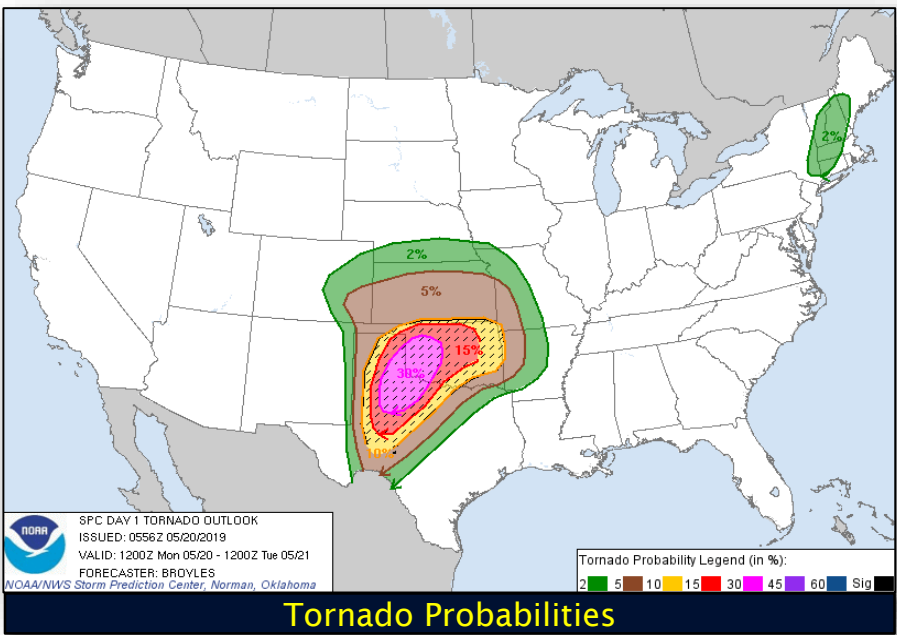 2%
2%
5%
15%
30%
10%
NOAA
SPC DAY 1 TORNADO OUTLOOK
ISSUED: 0556Z 05/20/2019
VALID: 1200Z Mon 05/20 - 1200Z Tue 05/21
FORECASTER: BROYLES
NOAA/NWS Storm Prediction Center, Norman, Oklahoma
Tornado Probability Legend (in %):
2 5 10 15 30 45 60 Sig
Tornado Probabilities